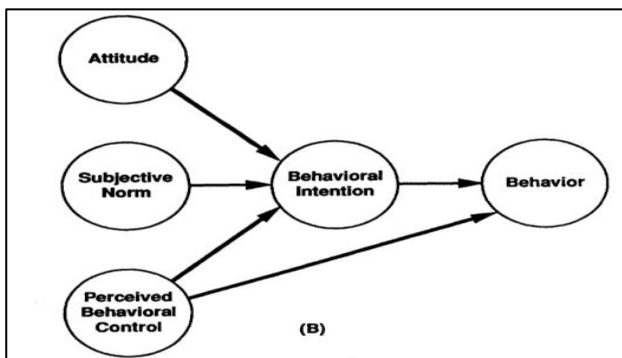 Attitude
Subjective
Norm
Behavioral
Intention
Behavior
Perceived
Behavioral
Control
(B)